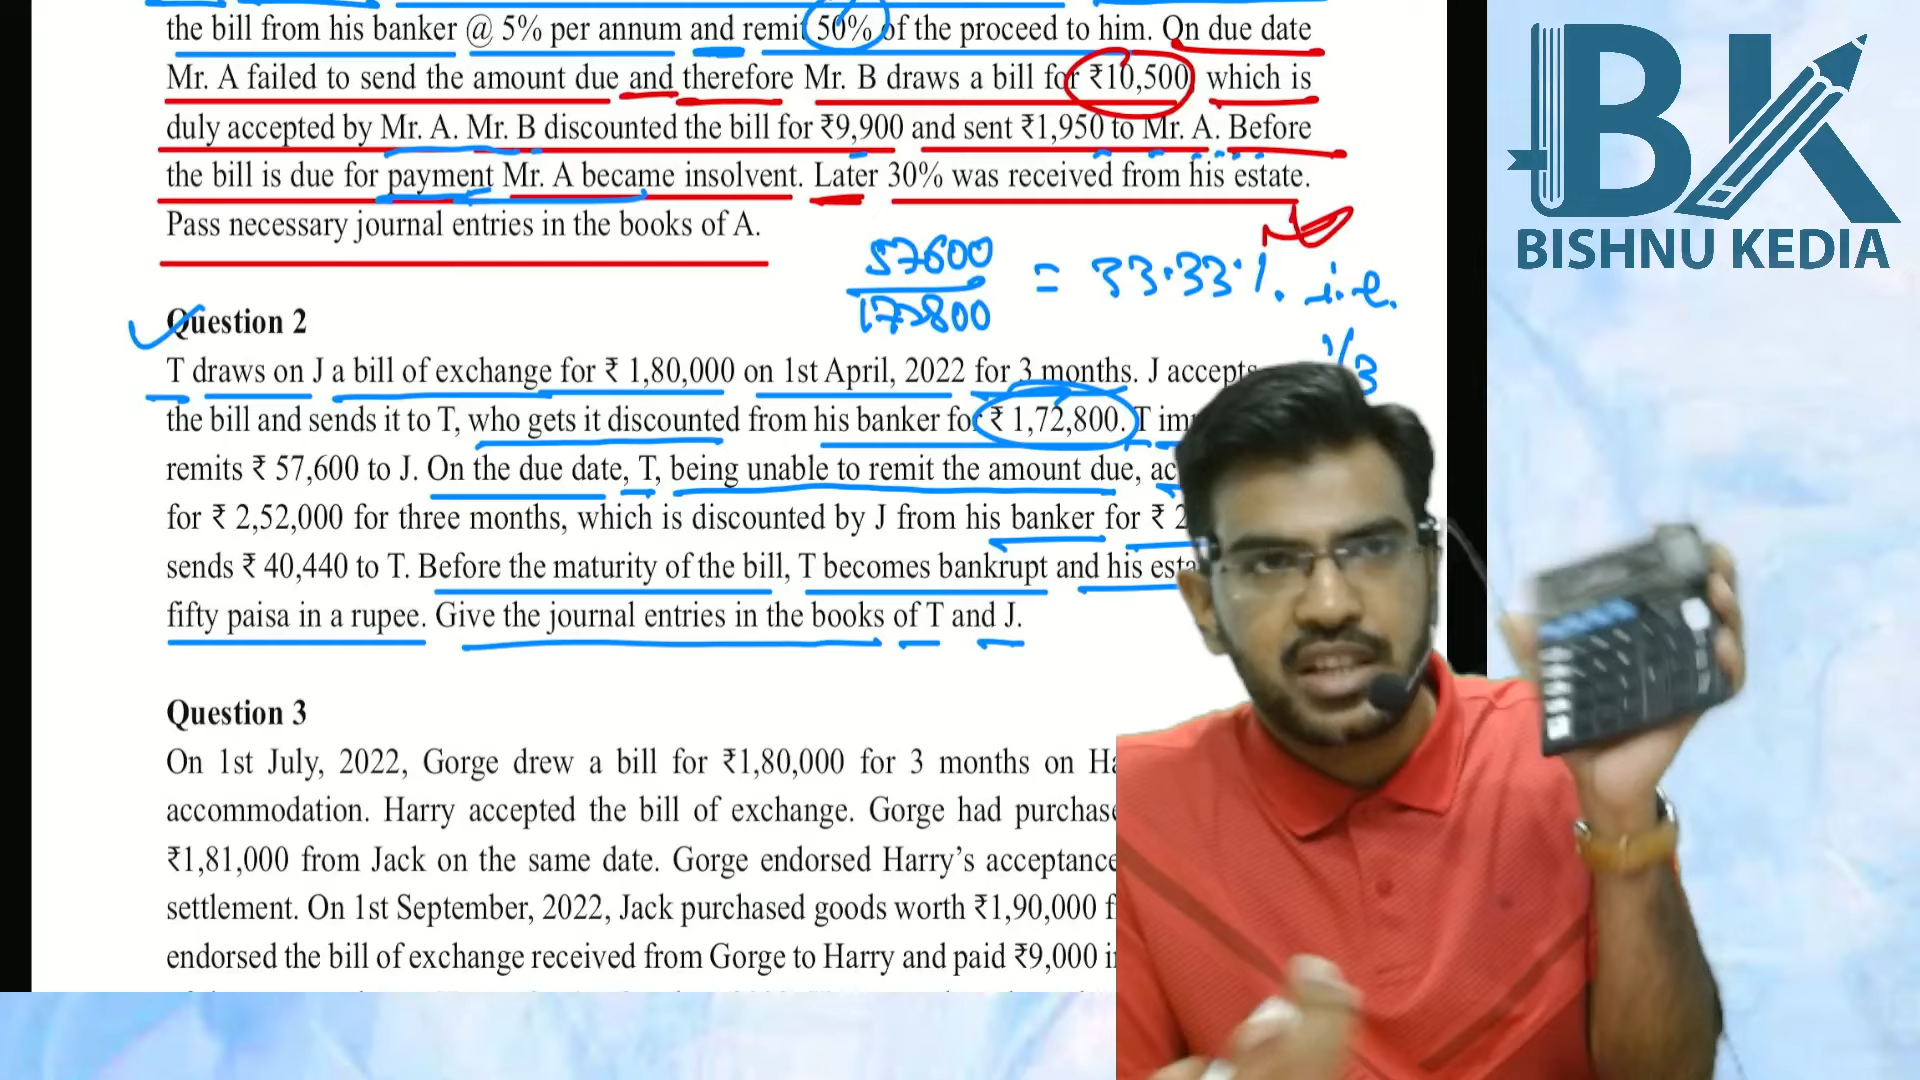 the bill from his banker @ 5% per annum and remit 50% of the proceed to him. On due date
Mr. A failed to send the amount due and therefore Mr. B draws a bill for ₹10,500, which is
duly accepted by Mr. A. Mr. B discounted the bill for ₹9,900 and sent ₹1,950 to Mr. A. Before
the bill is due for payment Mr. A became insolvent. Later 30% was received from his estate.
Pass necessary journal entries in the books of A.
57600
172800
= 33.33% i.e.
1/3
Question 2
T draws on J a bill of exchange for ₹ 1,80,000 on 1st April, 2022 for 3 months. J accepts
the bill and sends it to T, who gets it discounted from his banker for ₹ 1,72,800. T
remits ₹ 57,600 to J. On the due date, T, being unable to remit the amount due,
for ₹ 2,52,000 for three months, which is discounted by J from his banker for ₹
sends ₹ 40,440 to T. Before the maturity of the bill, T becomes bankrupt and his
fifty paisa in a rupee. Give the journal entries in the books of T and J.
Question 3
On 1st July, 2022, Gorge drew a bill for ₹1,80,000 for 3 months on
accommodation. Harry accepted the bill of exchange. Gorge had
₹1,81,000 from Jack on the same date. Gorge endorsed Harry’s acceptance
settlement. On 1st September, 2022, Jack purchased goods worth ₹1,90,000
endorsed the bill of exchange received from Gorge to Harry and paid ₹9,000
BK
BISHNU KEDIA